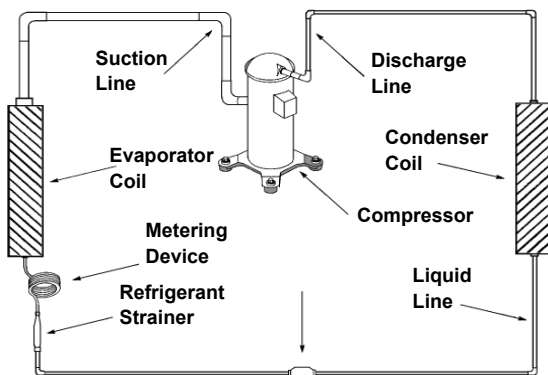 Suction
Line
Discharge
Line
Evaporator
Coil
Condenser
Coil
Compressor
Metering
Device
Refrigerant
Strainer
Liquid
Line